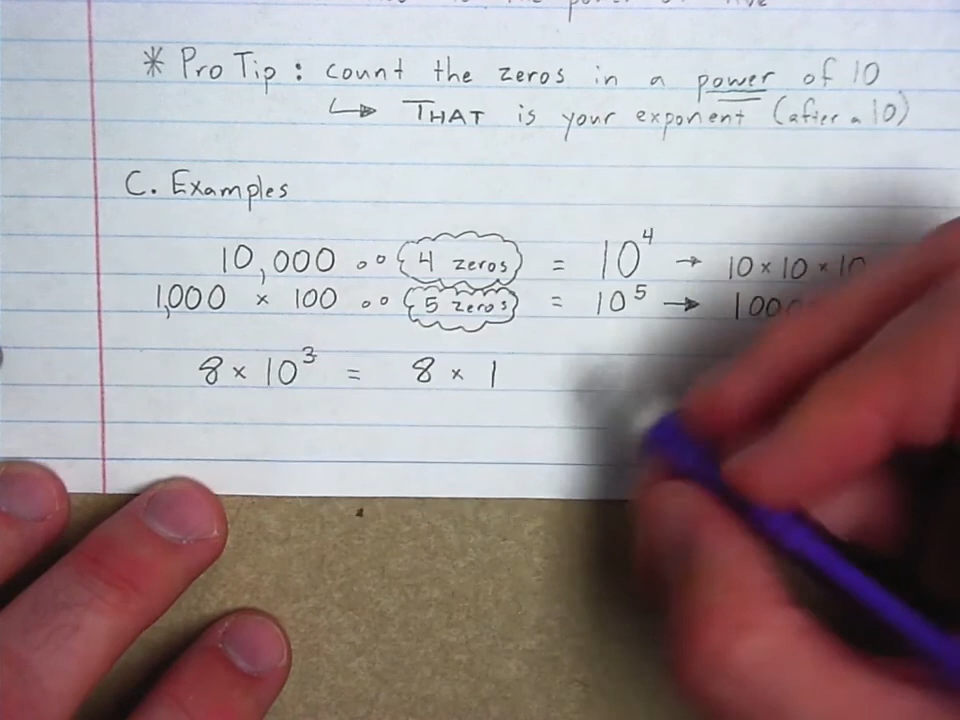 * Pro Tip: count the zeros in a power of 10
↳ THAT is your exponent (after a 10)
C. Examples
10,000 4 zeros = 10⁴ → 10 × 10 × 10
1,000 × 100 5 zeros = 10⁵ → 1000
8 × 10³ = 8 × 1